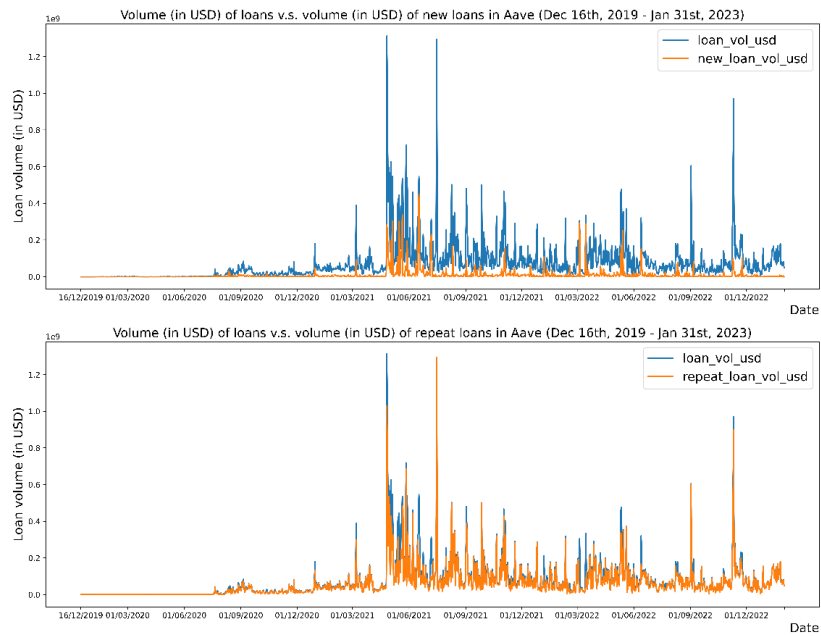 Volume (in USD) of loans v.s. volume (in USD) of new loans in Aave (Dec 16th, 2019 - Jan 31st, 2023)
1e9
loan_vol_usd
new_loan_vol_usd
Loan volume (in USD)
1.2
1.0
0.8
0.6
0.4
0.2
0.0
16/12/2019 01/03/2020 01/06/2020 01/09/2020 01/12/2020 01/03/2021 01/06/2021 01/09/2021 01/12/2021 01/03/2022 01/06/2022 01/09/2022 01/12/2022
Date
Volume (in USD) of loans v.s. volume (in USD) of repeat loans in Aave (Dec 16th, 2019 - Jan 31st, 2023)
1e9
loan_vol_usd
repeat_loan_vol_usd
Loan volume (in USD)
1.2
1.0
0.8
0.6
0.4
0.2
0.0
16/12/2019 01/03/2020 01/06/2020 01/09/2020 01/12/2020 01/03/2021 01/06/2021 01/09/2021 01/12/2021 01/03/2022 01/06/2022 01/09/2022 01/12/2022
Date